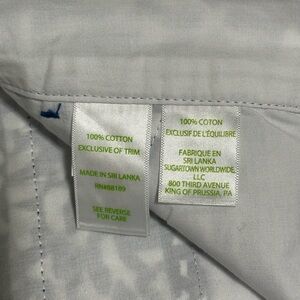 100% COTTON
EXCLUSIVE OF TRIM
MADE IN SRI LANKA
RN#88189
SEE REVERSE
FOR CARE
100% COTON
EXCLUSIF DE L'ÉQUILIBRE
FABRIQUE EN
SRI LANKA
SUGARTOWN WORLDWIDE,
LLC
800 THIRD AVENUE
KING OF PRUSSIA, PA